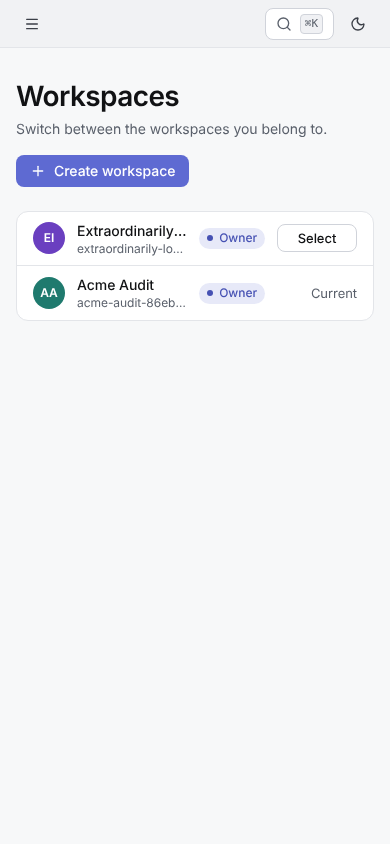 ⌘K
Workspaces
Switch between the workspaces you belong to.
+ Create workspace
EI Extraordinarily... Owner Select
extraordinarily-lo...
AA Acme Audit Owner Current
acme-audit-86eb...